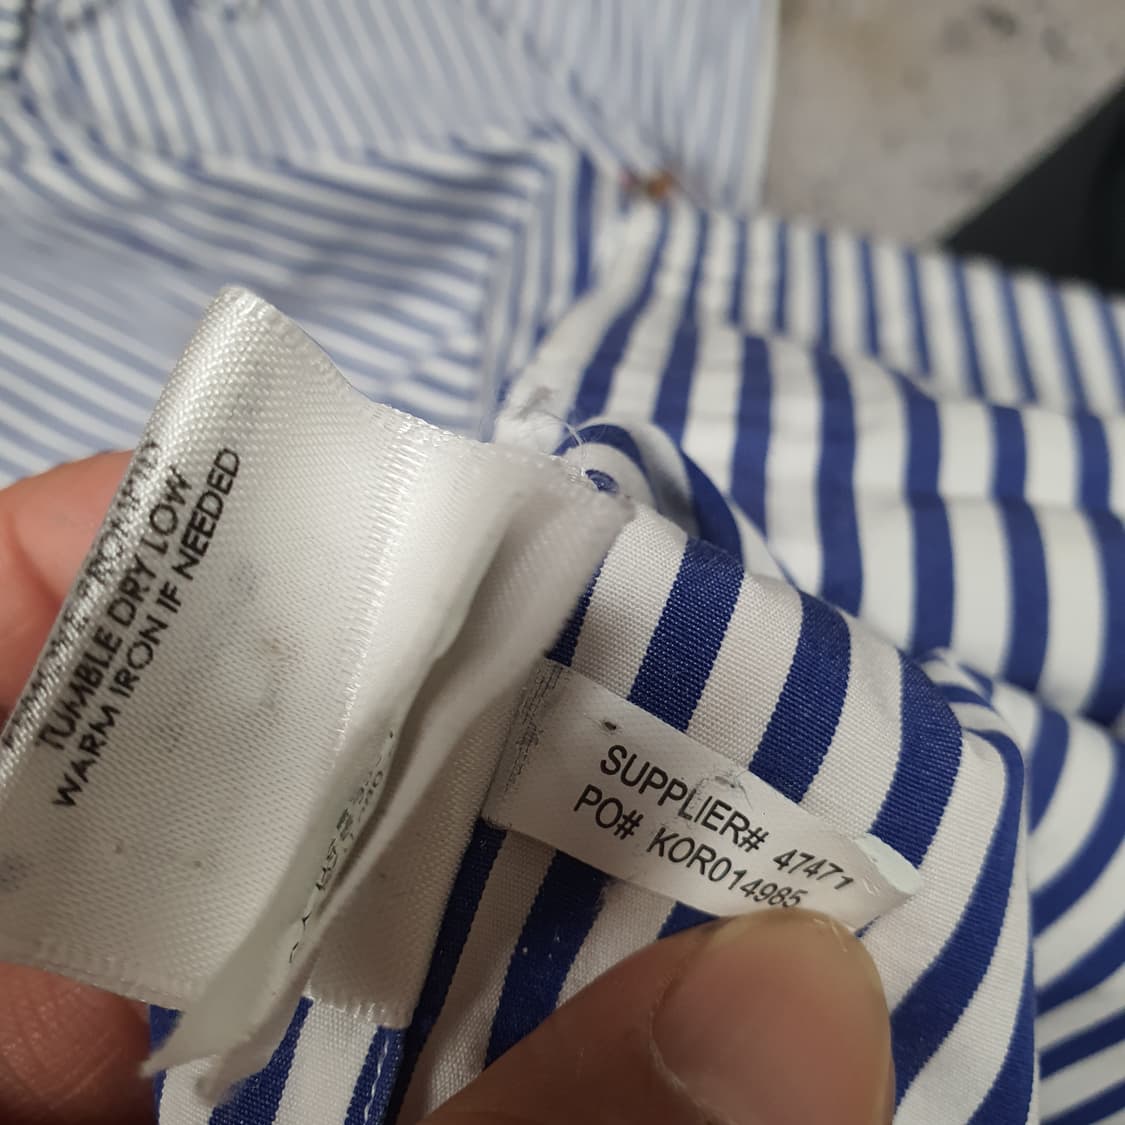 TUMBLE DRY LOW
WARM IRON IF NEEDED
SUPPLIER# 47471
PO# KOR014985